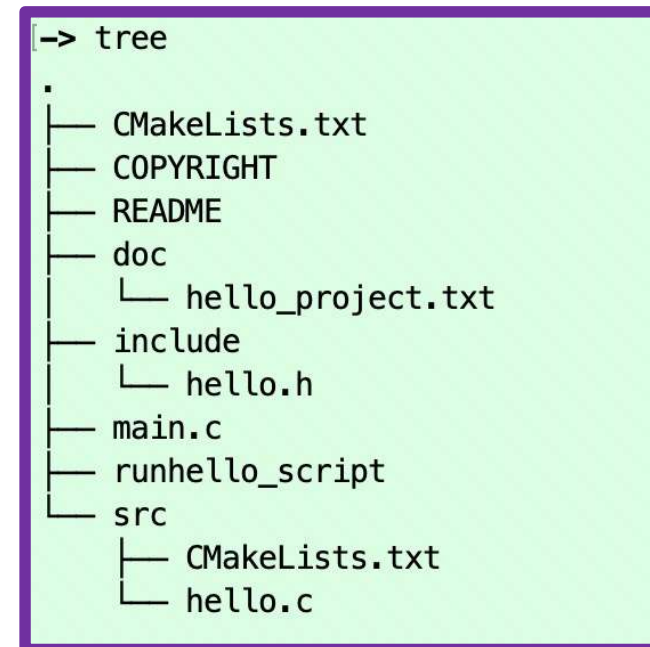 [-> tree
.
├── CMakeLists.txt
├── COPYRIGHT
├── README
├── doc
│   └── hello_project.txt
├── include
│   └── hello.h
├── main.c
├── runhello_script
└── src
    ├── CMakeLists.txt
    └── hello.c